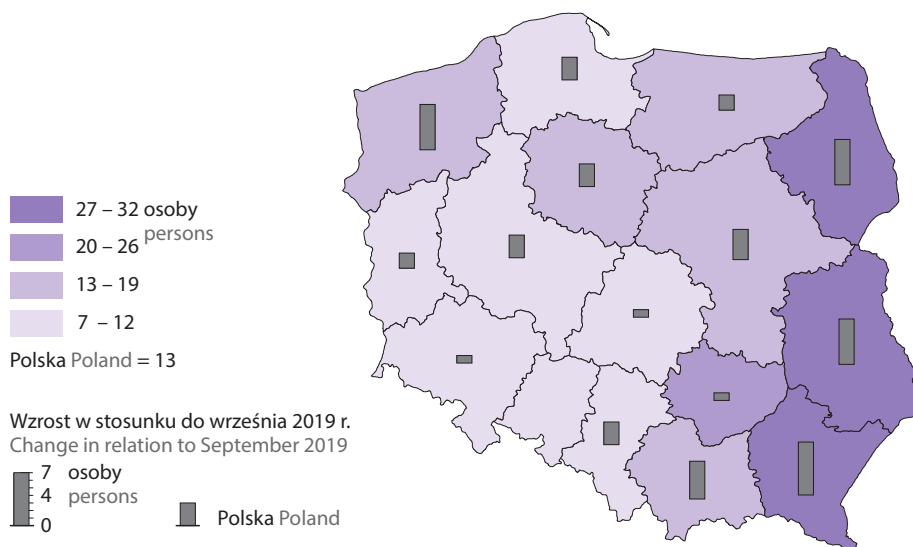 27 – 32 osoby
persons
20 – 26
13 – 19
7 – 12
Polska Poland = 13
Wzrost w stosunku do września 2019 r.
Change in relation to September 2019
7 osoby
persons
4
0
Polska Poland